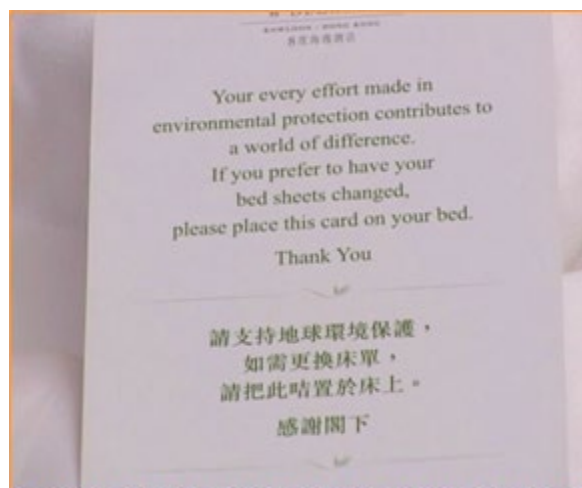 KOWLOON · HONG KONG
Your every effort made in
environmental protection contributes to
a world of difference.
If you prefer to have your
bed sheets changed,
please place this card on your bed.
Thank You
請支持地球環境保護，
如需更換床單，
請把此咭置於床上。
感謝閣下